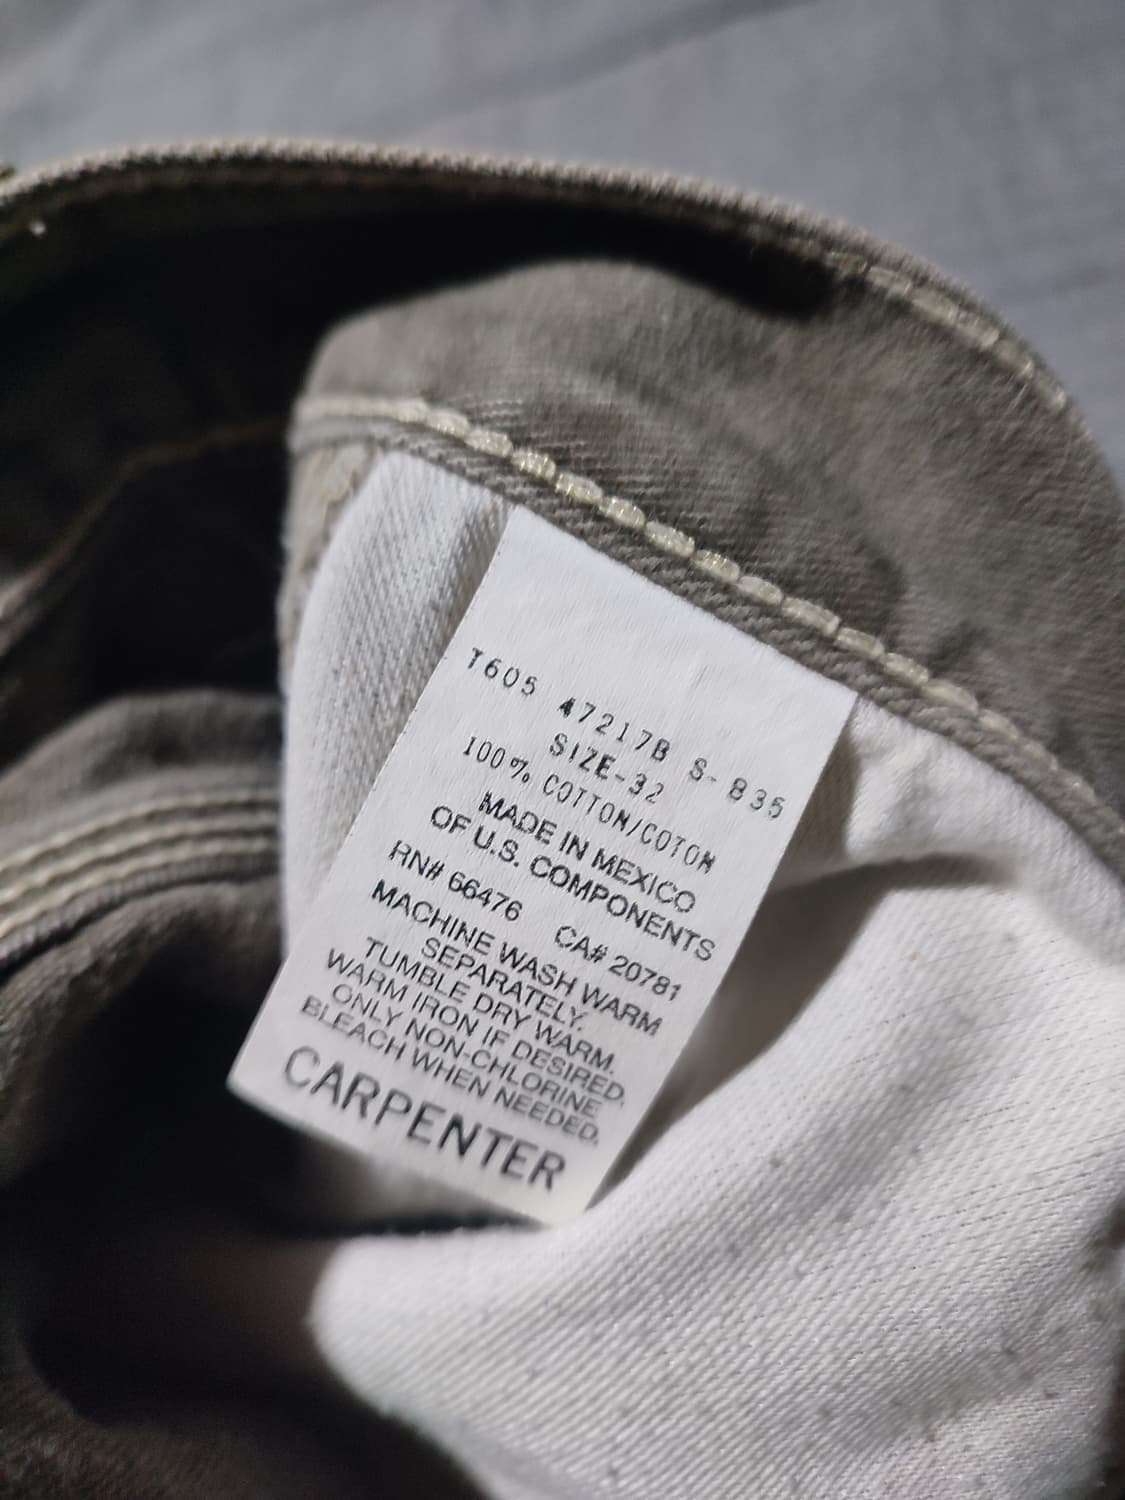 T605 47217B S-835
SIZE-32
100% COTTON/COTON
MADE IN MEXICO
OF U.S. COMPONENTS
RN# 66476 CA# 20781
MACHINE WASH WARM
SEPARATELY.
TUMBLE DRY WARM.
WARM IRON IF DESIRED.
ONLY NON-CHLORINE
BLEACH WHEN NEEDED.
CARPENTER